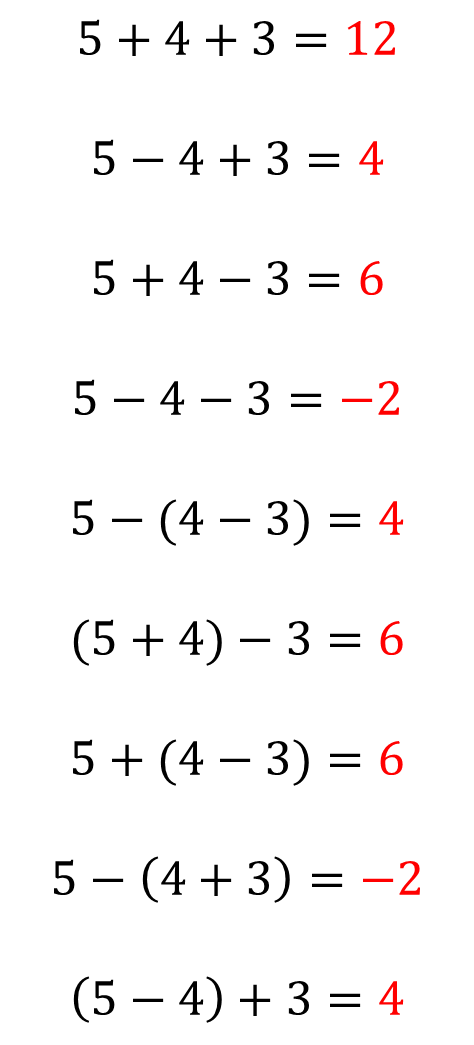 5 + 4 + 3 = 12
5 − 4 + 3 = 4
5 + 4 − 3 = 6
5 − 4 − 3 = −2
5 − (4 − 3) = 4
(5 + 4) − 3 = 6
5 + (4 − 3) = 6
5 − (4 + 3) = −2
(5 − 4) + 3 = 4